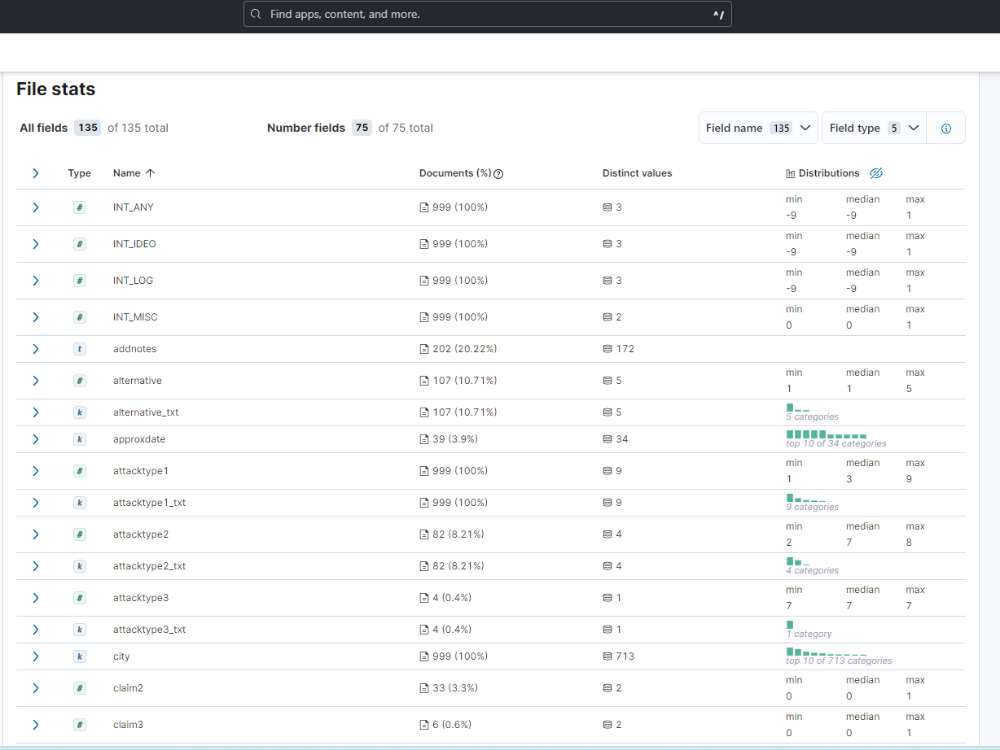 Find apps, content, and more. ^/
File stats
All fields 135 of 135 total Number fields 75 of 75 total Field name 135 Field type 5
Type Name Documents (%) Distinct values Distributions
# INT_ANY 999 (100%) 3 min median max
-9 -9 1
# INT_IDEO 999 (100%) 3 min median max
-9 -9 1
# INT_LOG 999 (100%) 3 min median max
-9 -9 1
# INT_MISC 999 (100%) 2 min median max
0 0 1
t addnotes 202 (20.22%) 172
# alternative 107 (10.71%) 5 min median max
1 1 5
k alternative_txt 107 (10.71%) 5
5 categories
k approxdate 39 (3.9%) 34
top 10 of 34 categories
# attacktype1 999 (100%) 9 min median max
1 3 9
k attacktype1_txt 999 (100%) 9
9 categories
# attacktype2 82 (8.21%) 4 min median max
2 7 8
k attacktype2_txt 82 (8.21%) 4
4 categories
# attacktype3 4 (0.4%) 1 min median max
7 7 7
k attacktype3_txt 4 (0.4%) 1
1 category
k city 999 (100%) 713
top 10 of 713 categories
# claim2 33 (3.3%) 2 min median max
0 0 1
# claim3 6 (0.6%) 2 min median max
0 0 1